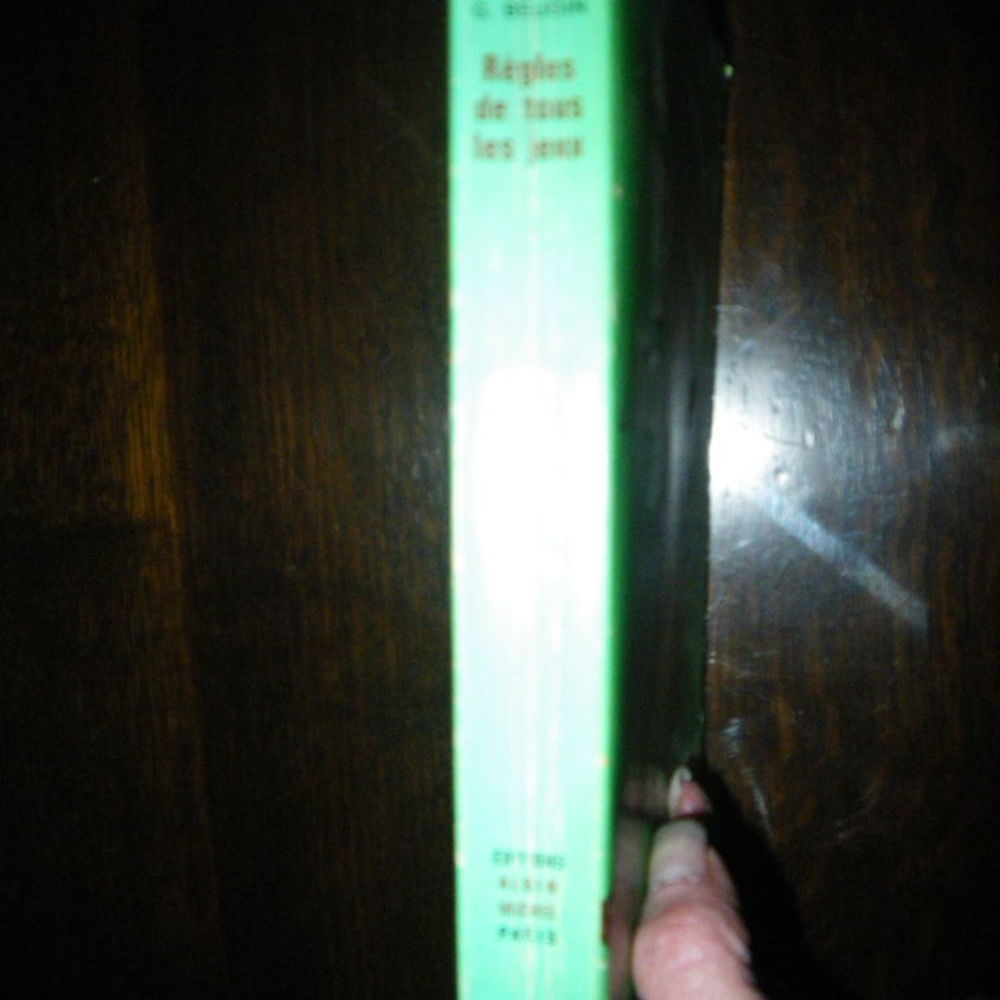 Règles
de tous
les jeux
EDITIONS
ALBIN
MICHEL
PARIS